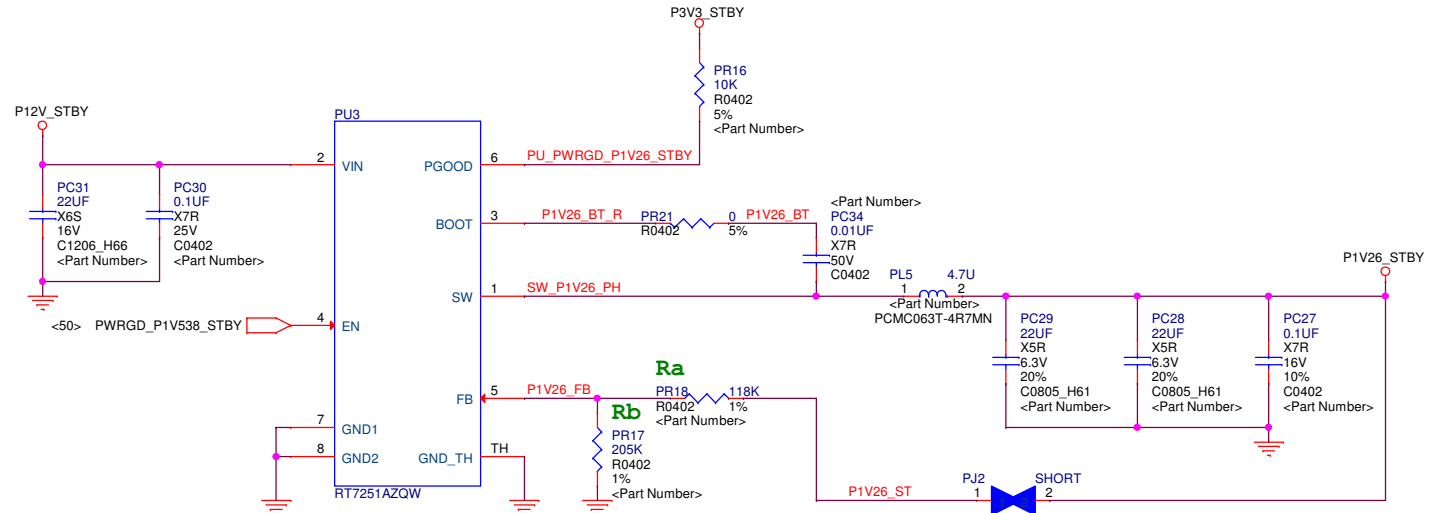 P3V3_STBY
PR16
10K
R0402
5%
<Part Number>
P12V_STBY
PU3
2
VIN
PGOOD
6
PU_PWRGD_P1V26_STBY
PC31
22UF
X6S
16V
C1206_H66
<Part Number>
PC30
0.1UF
X7R
25V
C0402
<Part Number>
BOOT
3
P1V26_BT_R
PR21
R0402
0
5%
P1V26_BT
<Part Number>
PC34
0.01UF
X7R
50V
C0402
SW
1
SW_P1V26_PH
PL5
4.7U
1
2
<Part Number>
PCMC063T-4R7MN
P1V26_STBY
<50>
PWRGD_P1V538_STBY
4
EN
PC29
22UF
X5R
6.3V
20%
C0805_H61
<Part Number>
PC28
22UF
X5R
6.3V
20%
C0805_H61
<Part Number>
PC27
0.1UF
X7R
16V
10%
C0402
<Part Number>
FB
5
P1V26_FB
Ra
PR18
118K
R0402
1%
<Part Number>
Rb
PR17
205K
R0402
1%
<Part Number>
7
GND1
8
GND2
GND_TH
TH
RT7251AZQW
P1V26_ST
PJ2
SHORT
1
2
1
2